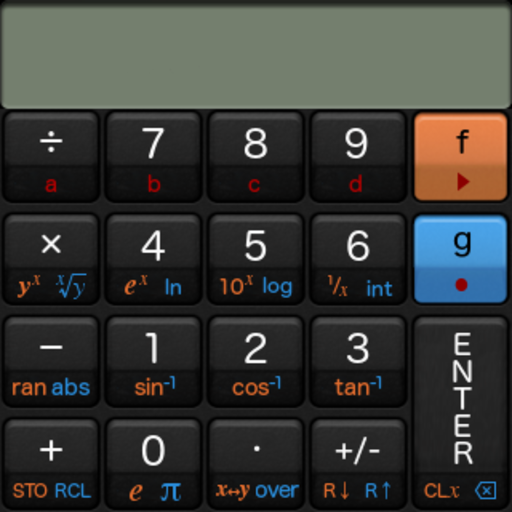 ÷ 7 8 9 f
a b c d ▶
× 4 5 6 g
yˣ ˣ√y eˣ ln 10ˣ log ¹/ₓ int •
− 1 2 3 ENTER
ran abs sin⁻¹ cos⁻¹ tan⁻¹
+ 0 · +/-
STO RCL e π x↔y over R↓ R↑ CLx ⌫